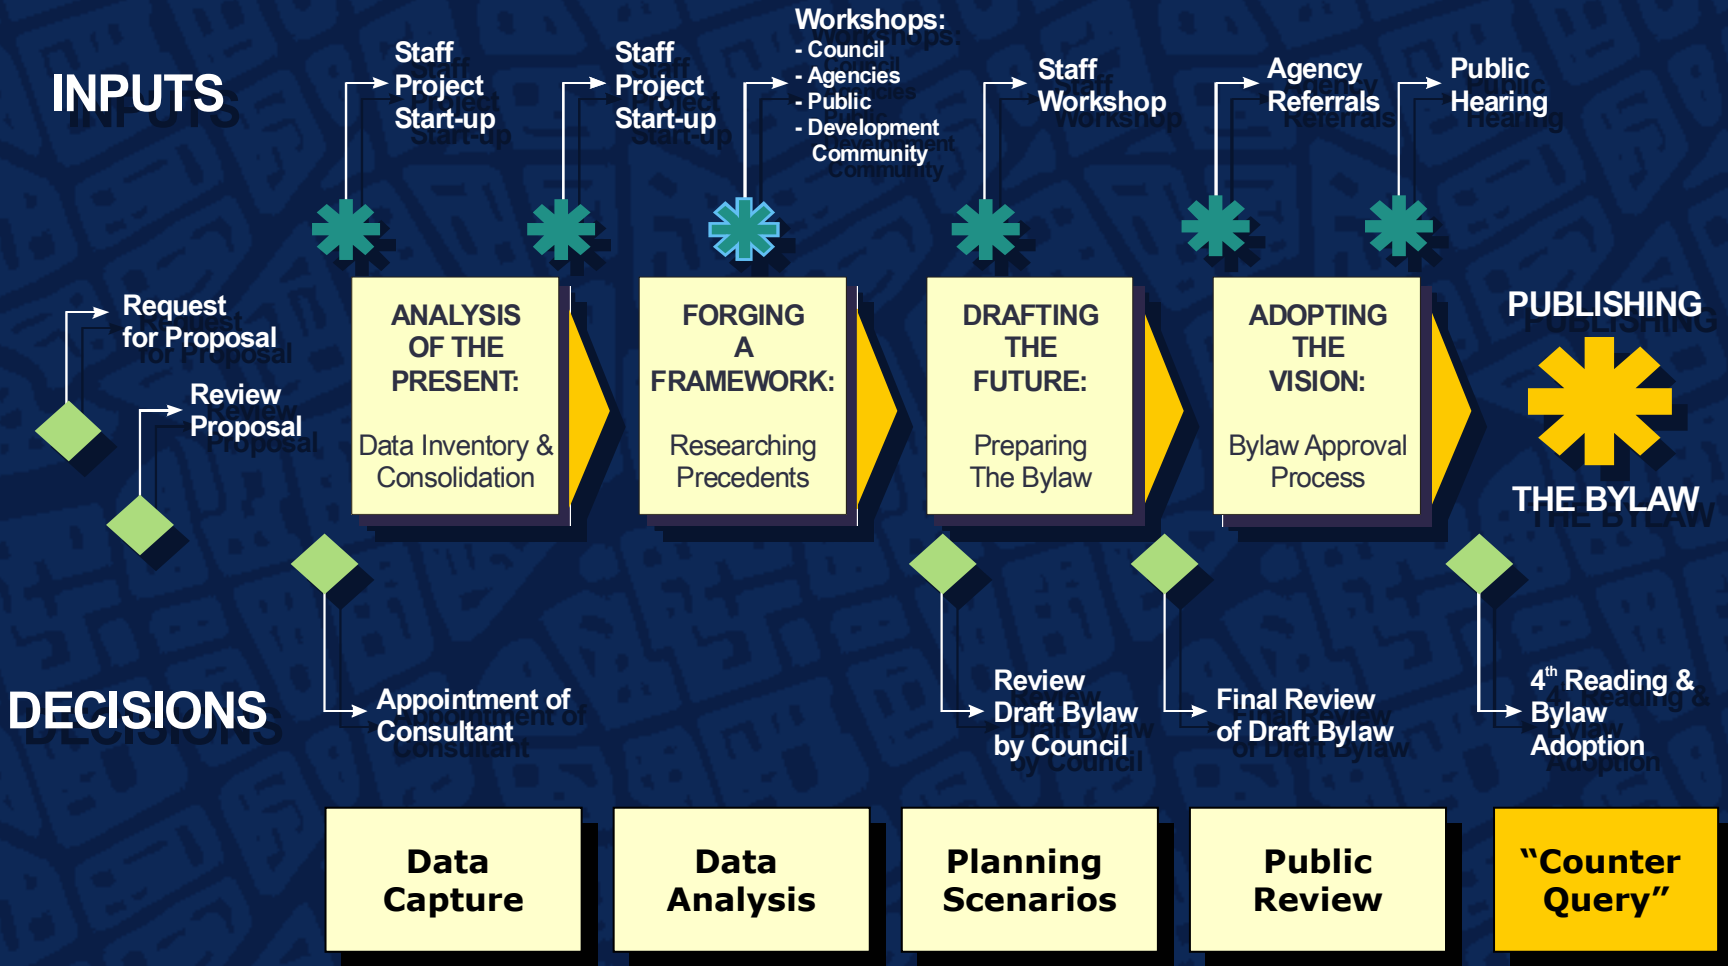 INPUTS
Staff
Project
Start-up
Staff
Project
Start-up
Workshops:
- Council
- Agencies
- Public
- Development
Community
Staff
Workshop
Agency
Referrals
Public
Hearing
Request
for Proposal
Review
Proposal
ANALYSIS
OF THE
PRESENT:
Data Inventory &
Consolidation
FORGING
A
FRAMEWORK:
Researching
Precedents
DRAFTING
THE
FUTURE:
Preparing
The Bylaw
ADOPTING
THE
VISION:
Bylaw Approval
Process
PUBLISHING
THE BYLAW
DECISIONS
Appointment of
Consultant
Review
Draft Bylaw
by Council
Final Review
of Draft Bylaw
4th Reading &
Bylaw
Adoption
Data
Capture
Data
Analysis
Planning
Scenarios
Public
Review
“Counter
Query”